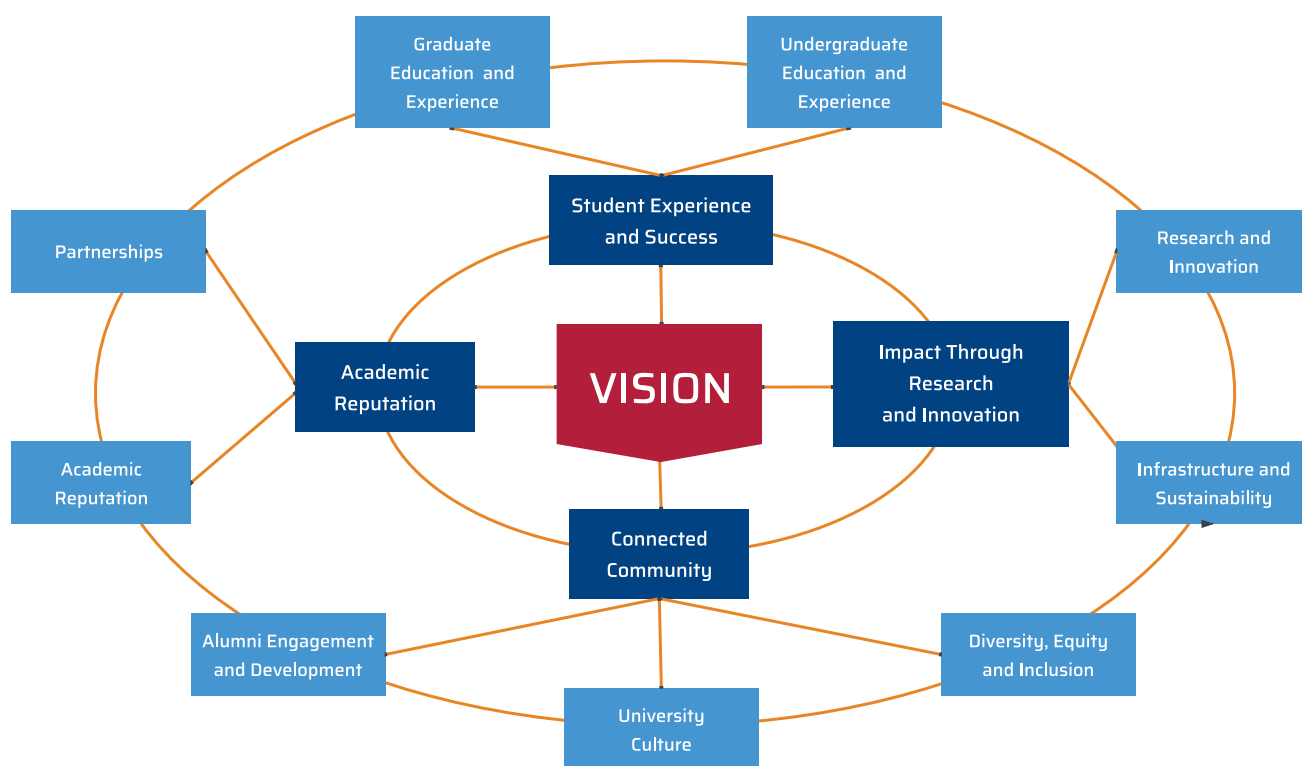 Graduate
Education and
Experience
Undergraduate
Education and
Experience
Student Experience
and Success
Partnerships
Research and
Innovation
Academic
Reputation
VISION
Impact Through
Research
and Innovation
Academic
Reputation
Infrastructure and
Sustainability
Connected
Community
Alumni Engagement
and Development
Diversity, Equity
and Inclusion
University
Culture